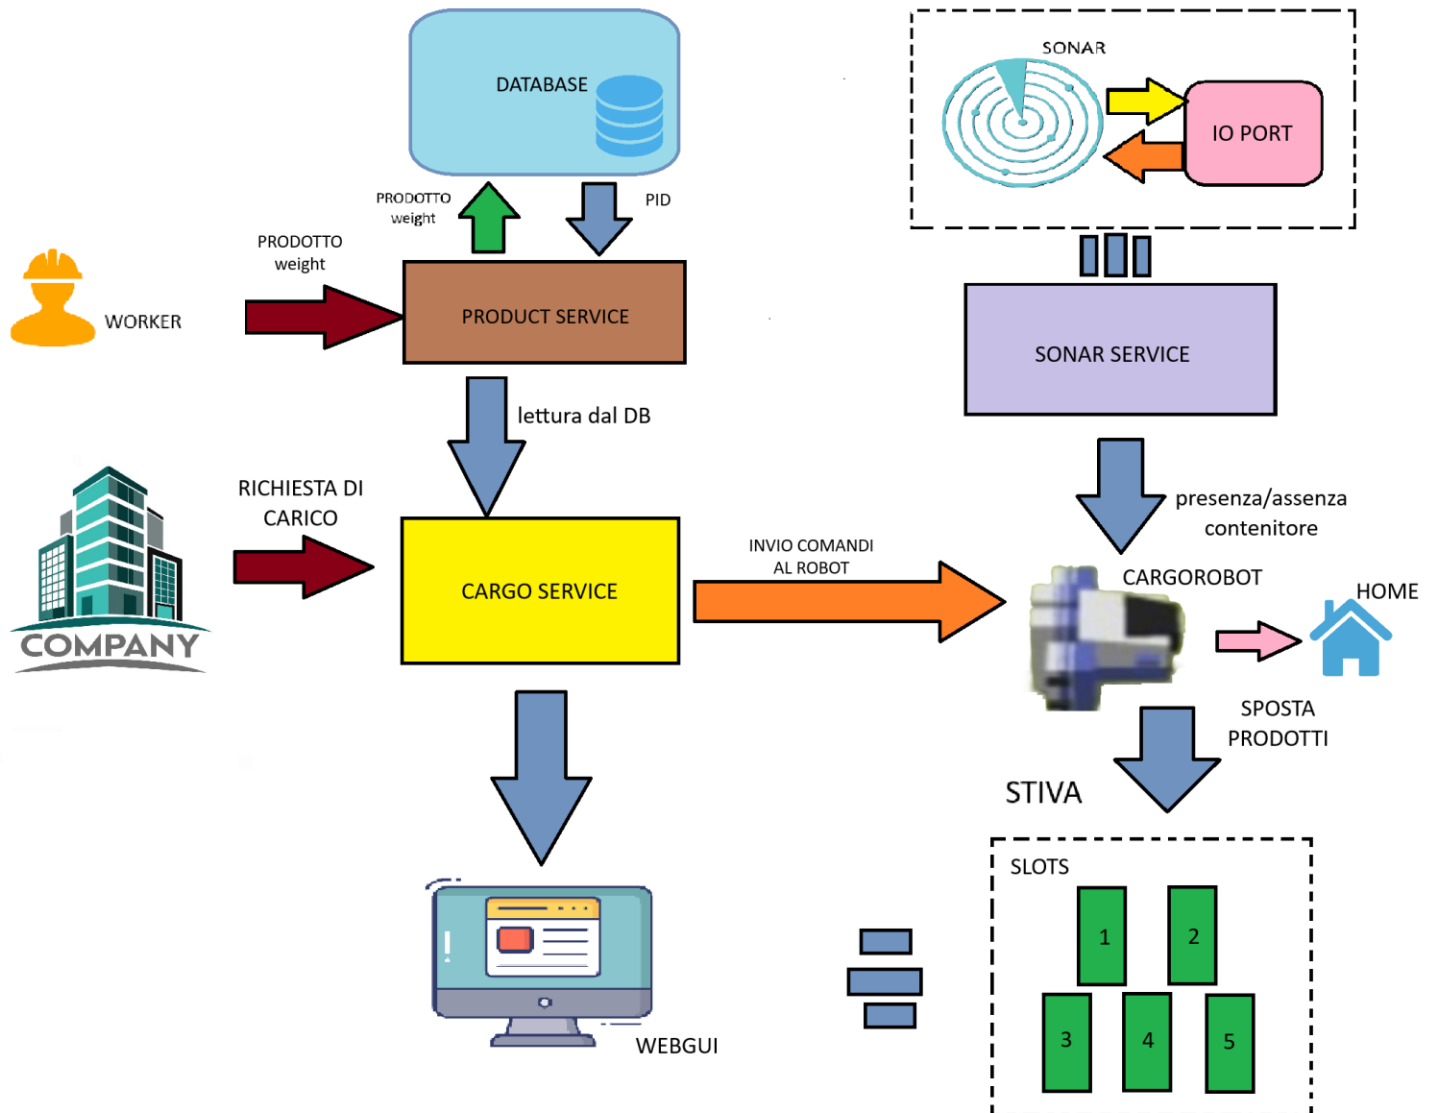 DATABASE
SONAR
IO PORT
PRODOTTO
weight
PID
PRODOTTO
weight
WORKER
PRODUCT SERVICE
SONAR SERVICE
lettura dal DB
RICHIESTA DI
CARICO
COMPANY
CARGO SERVICE
INVIO COMANDI
AL ROBOT
presenza/assenza
contenitore
CARGOROBOT
HOME
SPOSTA
PRODOTTI
STIVA
SLOTS
1
2
3
4
5
WEBGUI